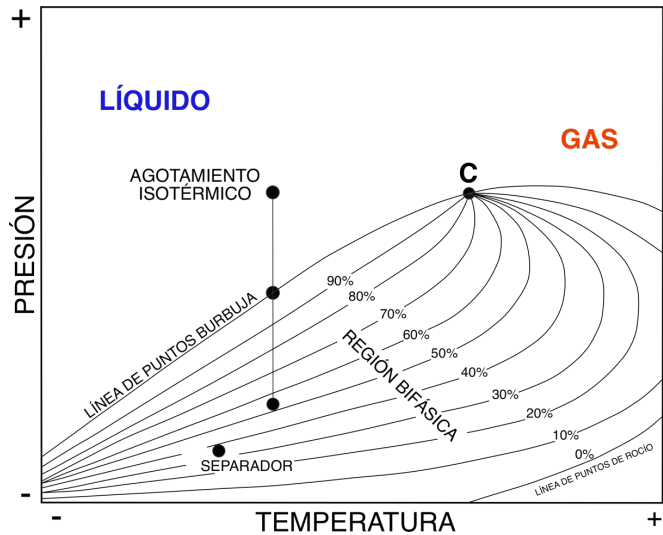 +
LÍQUIDO
GAS
AGOTAMIENTO
ISOTÉRMICO
C
PRESIÓN
LÍNEA DE PUNTOS BURBUJA
90%
80%
70%
60%
50%
40%
30%
20%
10%
0%
REGIÓN BIFÁSICA
SEPARADOR
LÍNEA DE PUNTOS DE ROCÍO
-
-
TEMPERATURA
+